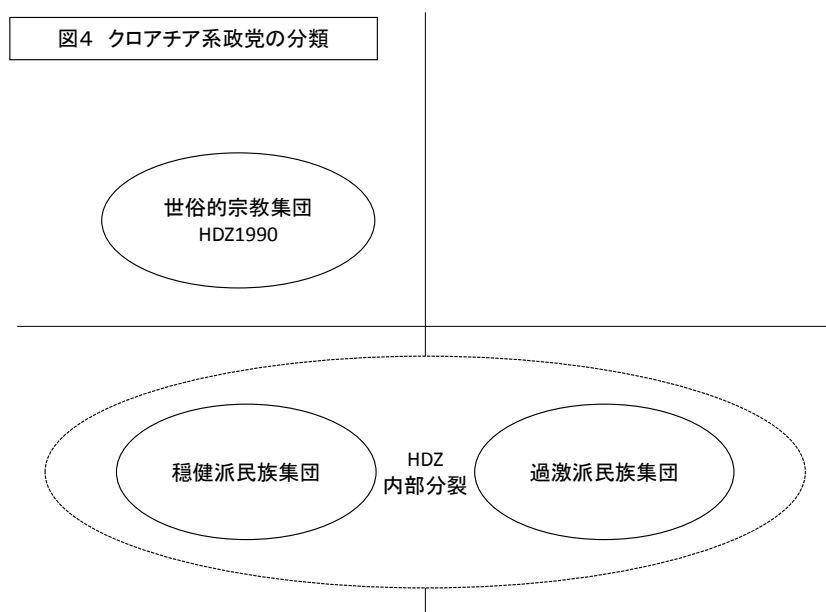 図4 クロアチア系政党の分類
世俗的宗教集団
HDZ1990
穏健派民族集団
HDZ
内部分裂
過激派民族集団